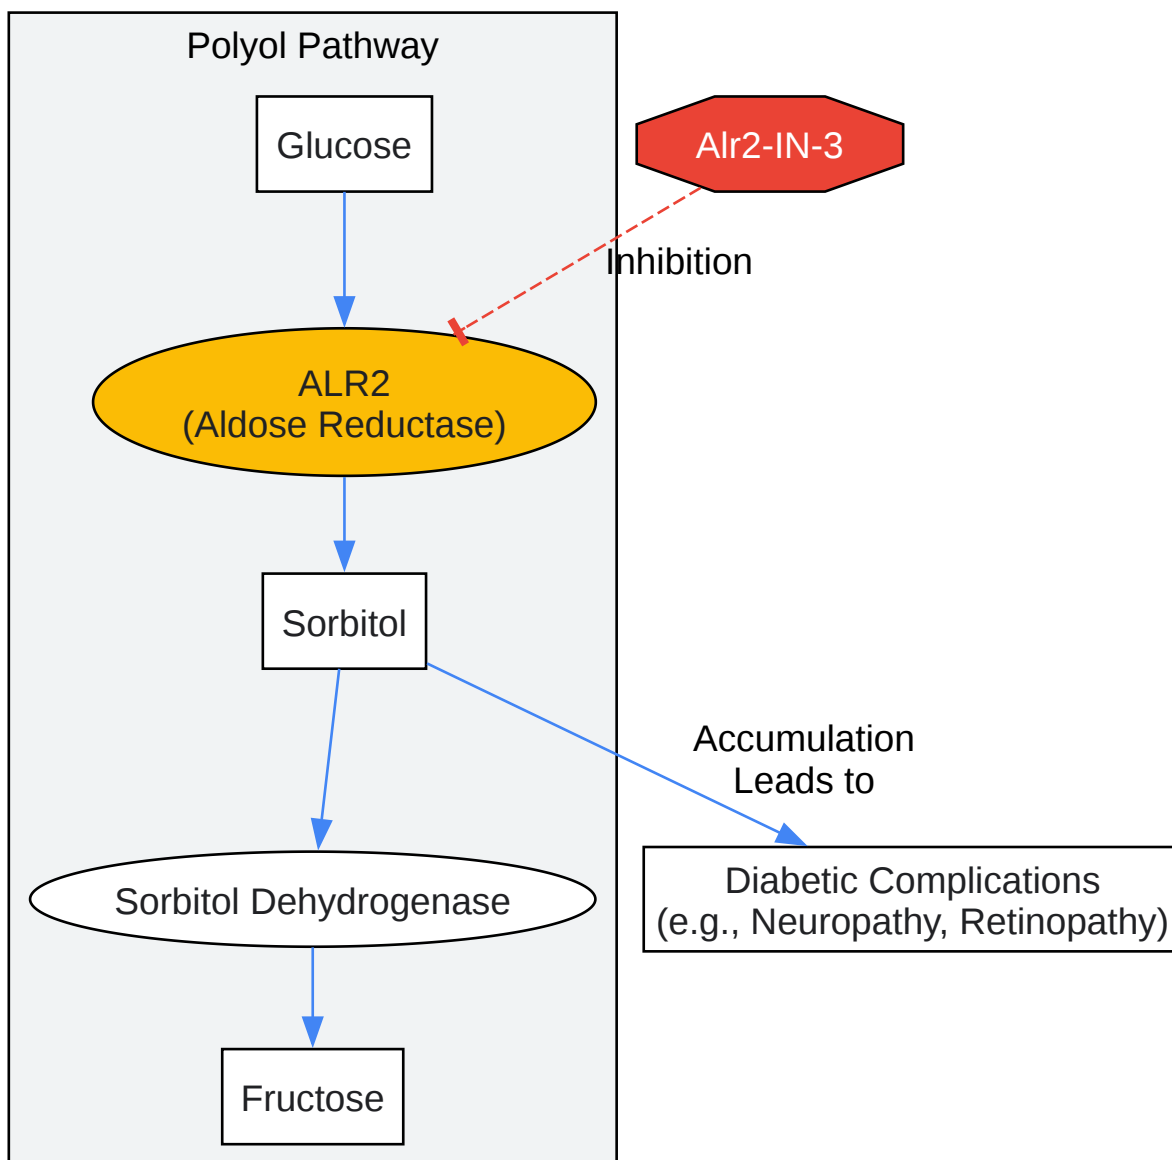 Polyol Pathway
Glucose
Alr2-IN-3
Inhibition
ALR2
(Aldose Reductase)
Sorbitol
Accumulation
Leads to
Sorbitol Dehydrogenase
Diabetic Complications
(e.g., Neuropathy, Retinopathy)
Fructose